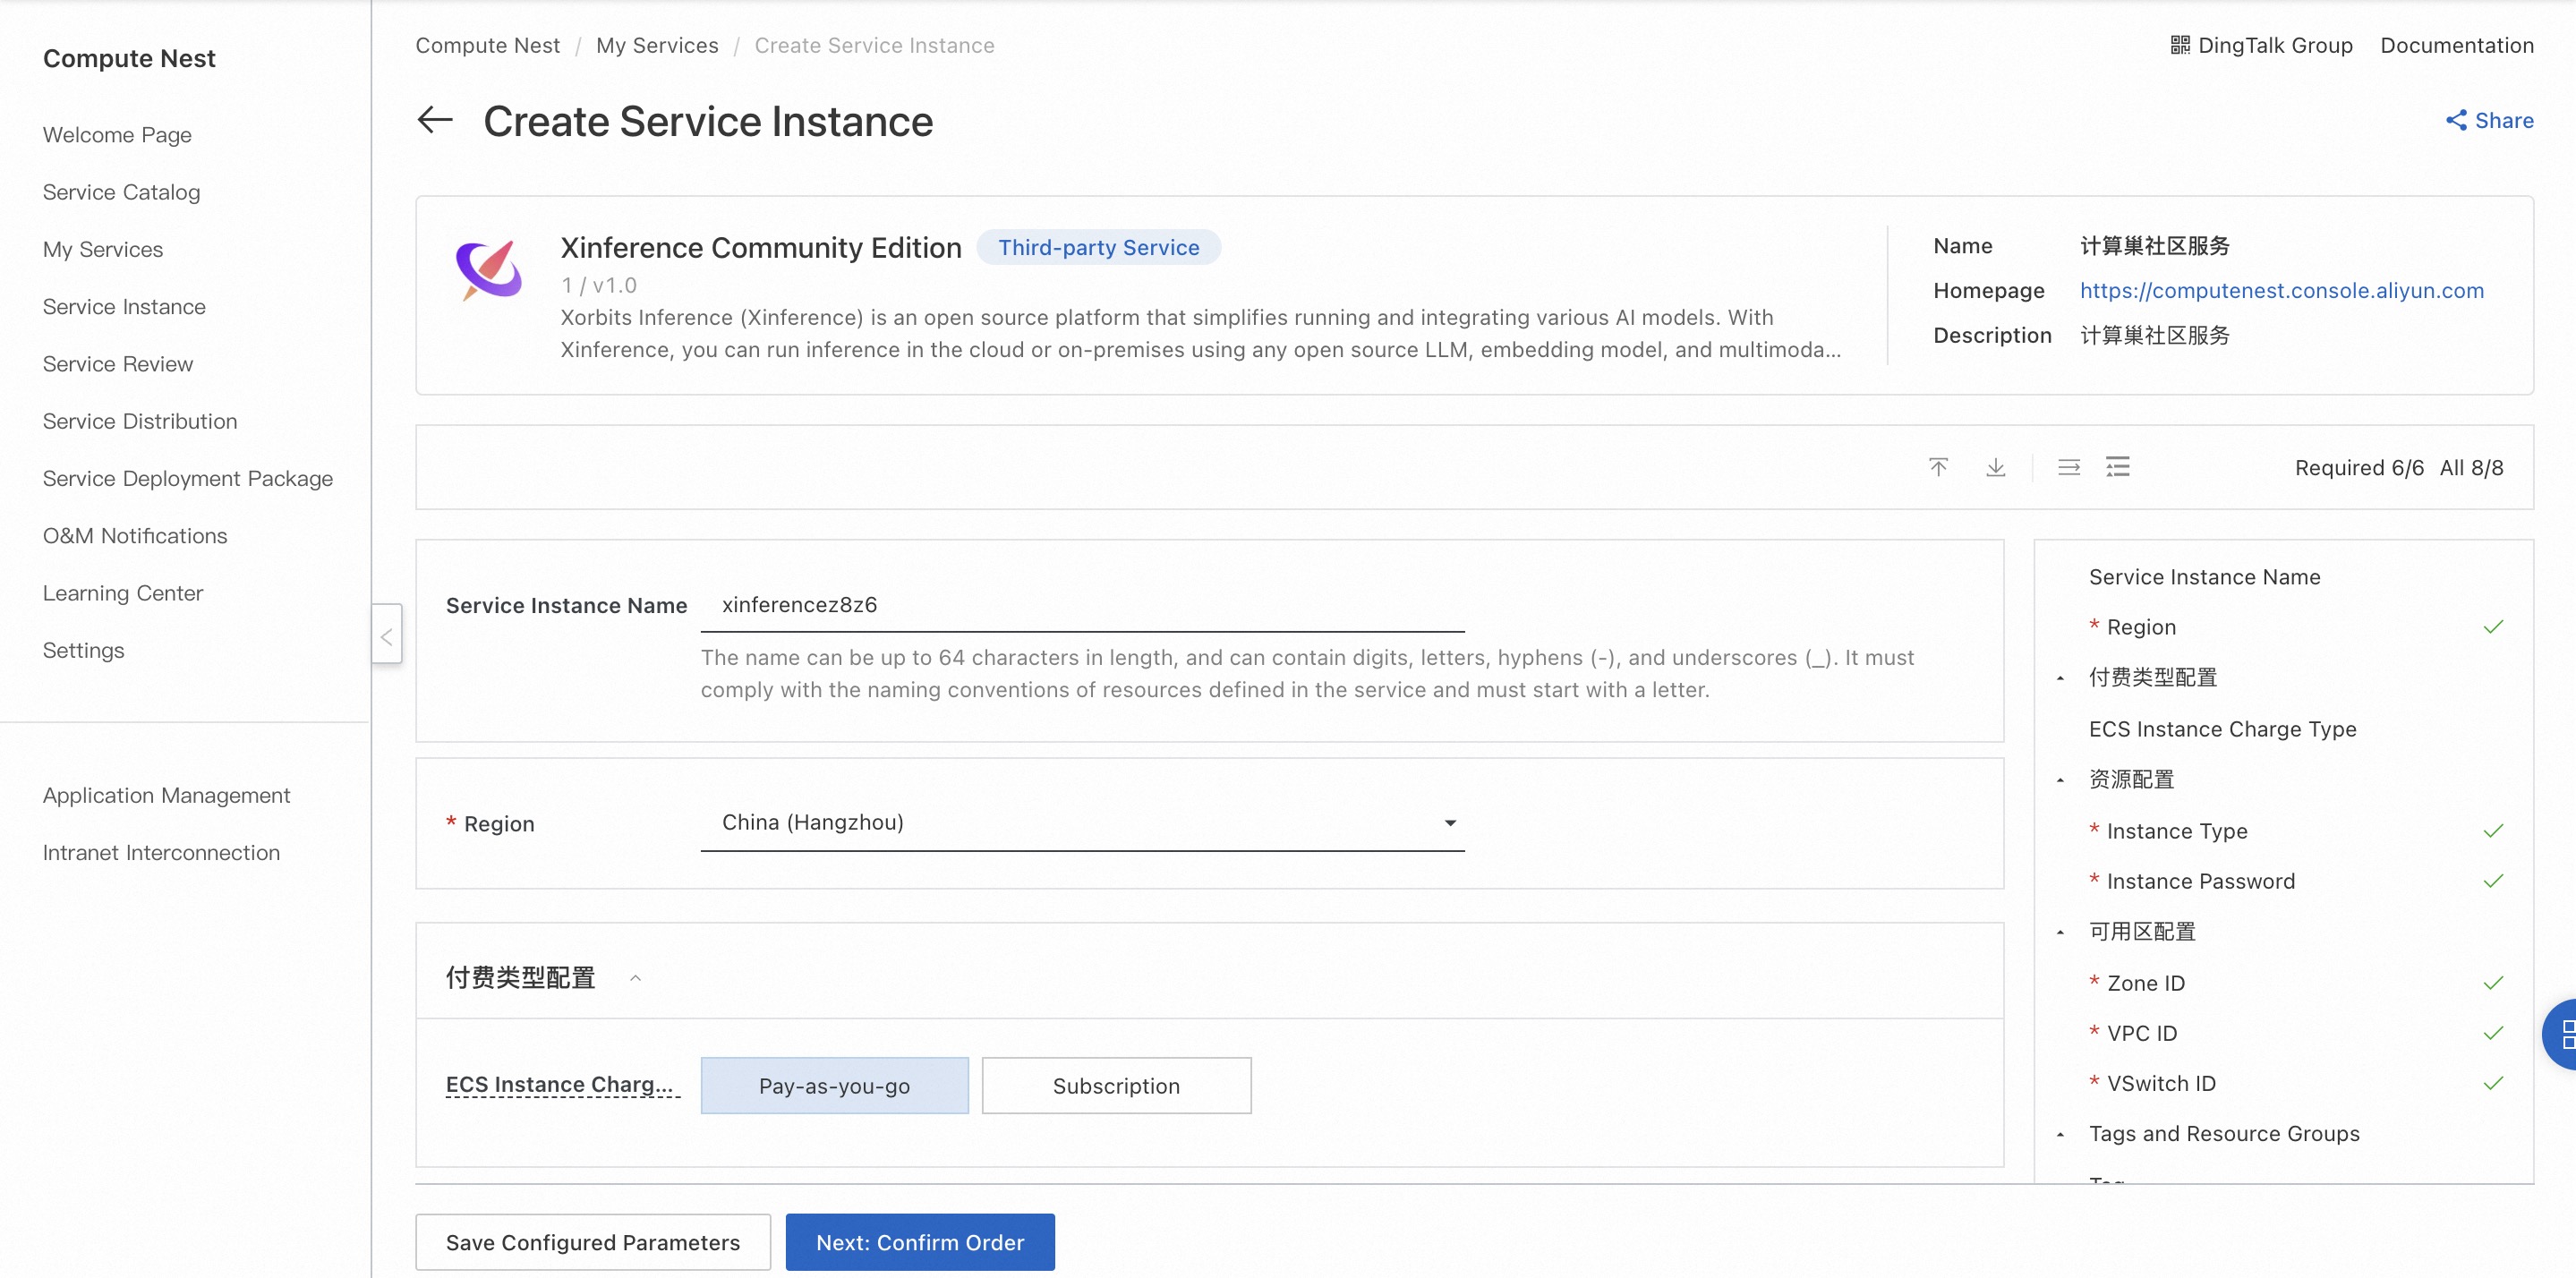 Compute Nest
Welcome Page
Service Catalog
My Services
Service Instance
Service Review
Service Distribution
Service Deployment Package
O&M Notifications
Learning Center
Settings
Application Management
Intranet Interconnection
Compute Nest / My Services / Create Service Instance
DingTalk Group Documentation
Create Service Instance
Share
Xinference Community Edition Third-party Service
1 / v1.0
Xorbits Inference (Xinference) is an open source platform that simplifies running and integrating various AI models. With
Xinference, you can run inference in the cloud or on-premises using any open source LLM, embedding model, and multimoda...
Name 计算巢社区服务
Homepage https://computenest.console.aliyun.com
Description 计算巢社区服务
Required 6/6 All 8/8
Service Instance Name xinferencez8z6
The name can be up to 64 characters in length, and can contain digits, letters, hyphens (-), and underscores (_). It must
comply with the naming conventions of resources defined in the service and must start with a letter.
* Region China (Hangzhou)
付费类型配置
ECS Instance Charg... Pay-as-you-go Subscription
Service Instance Name
* Region
付费类型配置
ECS Instance Charge Type
资源配置
* Instance Type
* Instance Password
可用区配置
* Zone ID
* VPC ID
* VSwitch ID
Tags and Resource Groups
Save Configured Parameters Next: Confirm Order